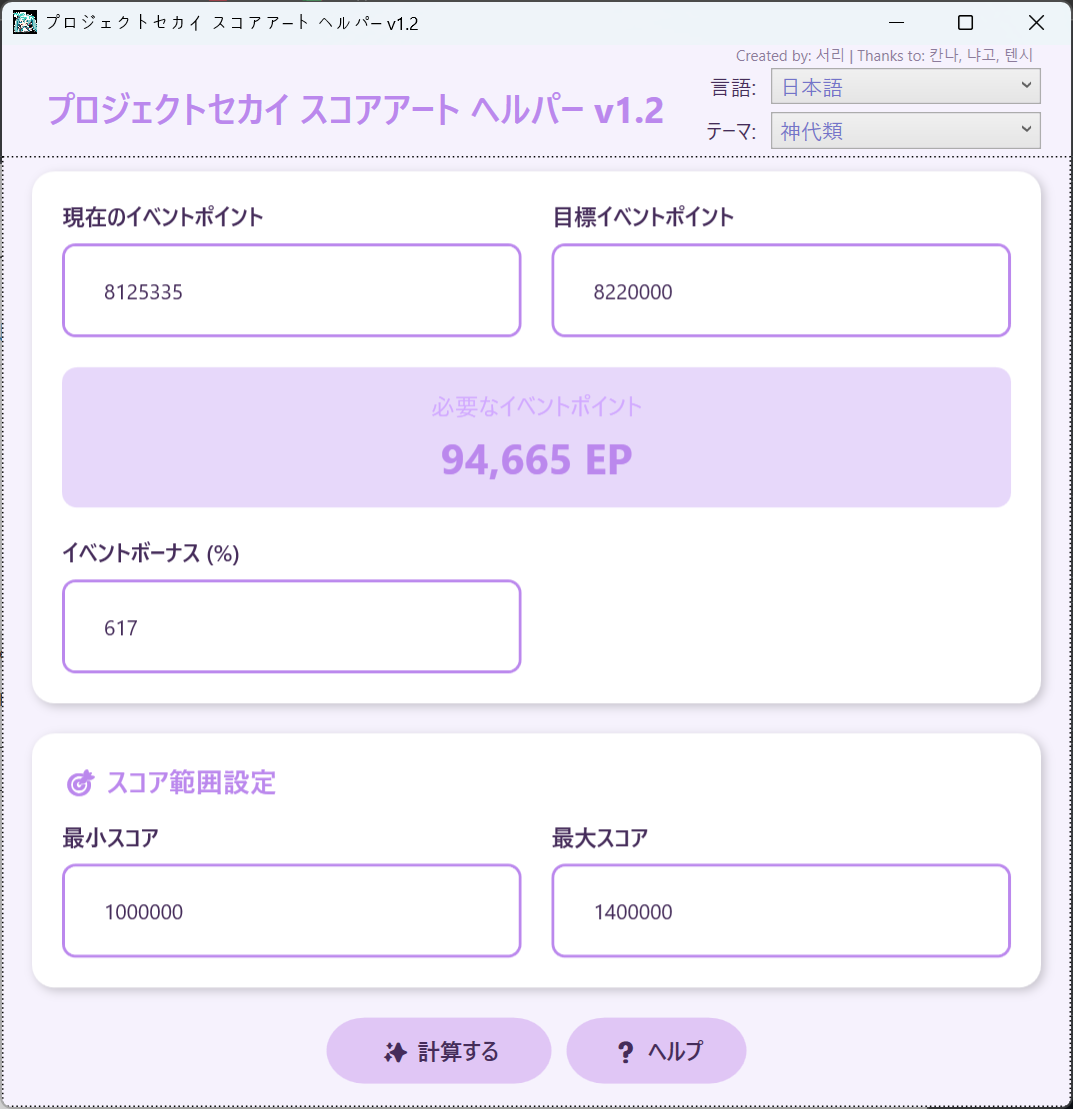 プロジェクトセカイ スコアアート ヘルパー v1.2
Created by: 서리 | Thanks to: 칸나, 냐고, 텐시
プロジェクトセカイ スコアアート ヘルパー v1.2
言語: 日本語
テーマ: 神代類
現在のイベントポイント 目標イベントポイント
8125335 8220000
必要なイベントポイント
94,665 EP
イベントボーナス (%)
617
スコア範囲設定
最小スコア 最大スコア
1000000 1400000
計算する ? ヘルプ